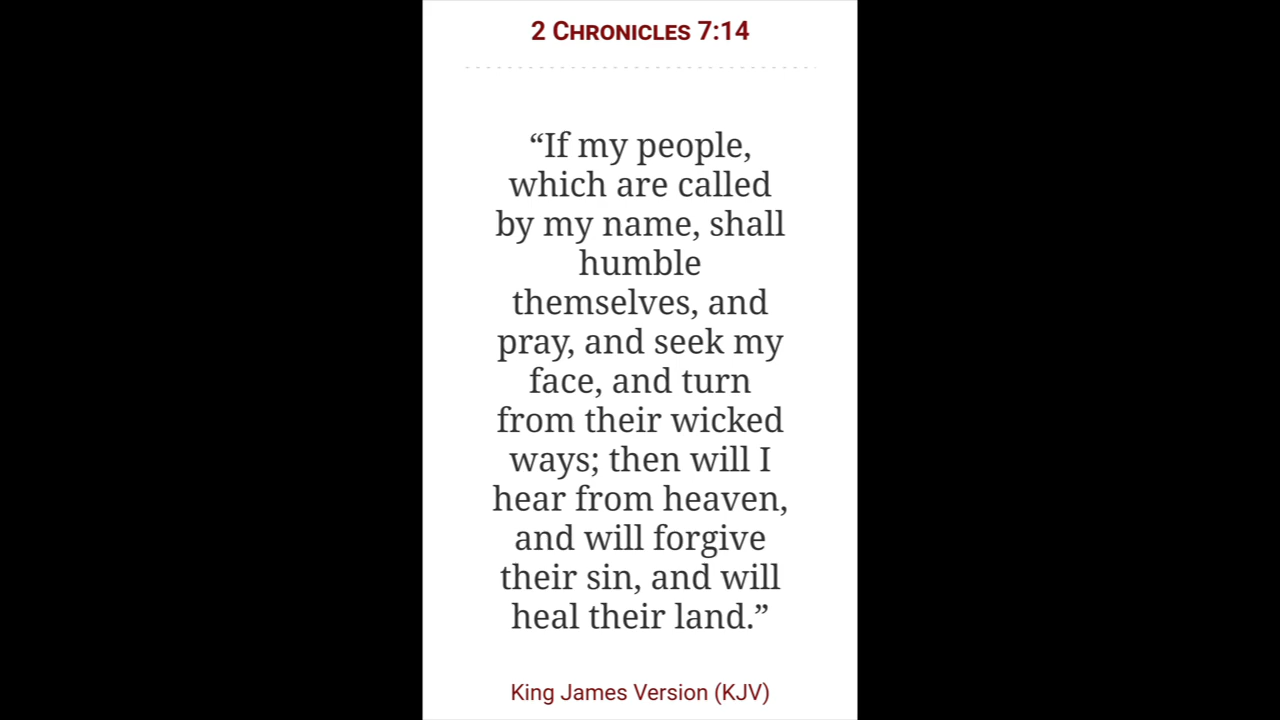 2 Chronicles 7:14
“If my people,
which are called
by my name, shall
humble
themselves, and
pray, and seek my
face, and turn
from their wicked
ways; then will I
hear from heaven,
and will forgive
their sin, and will
heal their land.”
King James Version (KJV)